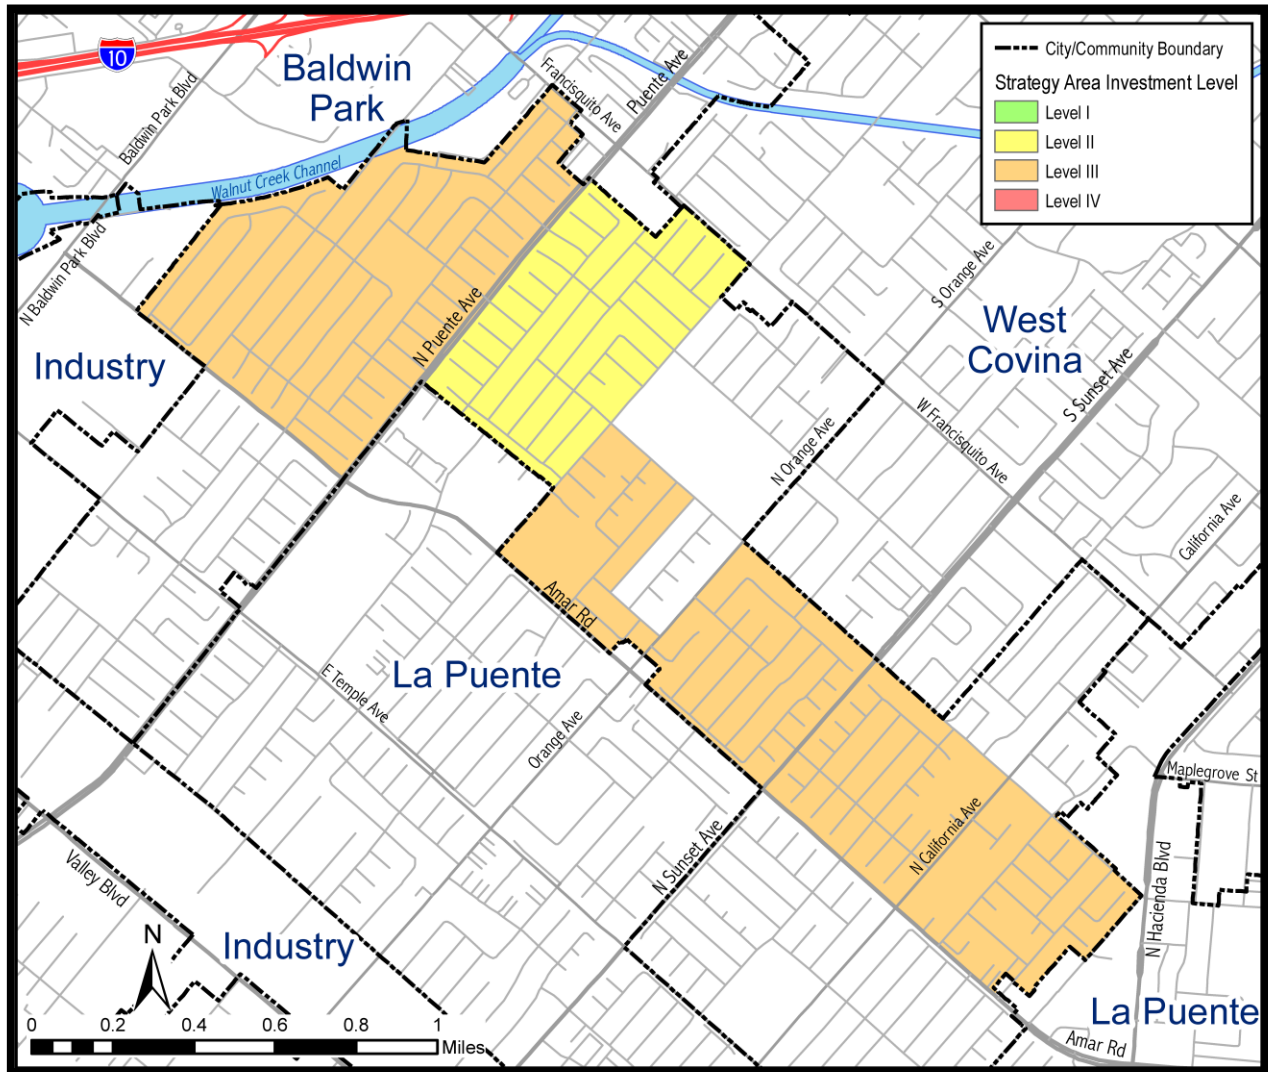 10
Baldwin
Park
Francisquito Ave
Puente Ave
Baldwin Park Blvd
Walnut Creek Channel
N Baldwin Park Blvd
City/Community Boundary
Strategy Area Investment Level
Level I
Level II
Level III
Level IV
S Orange Ave
West
Covina
Industry
N Puente Ave
S Sunset Ave
W Francisquito Ave
N Orange Ave
California Ave
Amar Rd
La Puente
E Temple Ave
Orange Ave
Maplegrove St
N California Ave
N Sunset Ave
N Hacienda Blvd
Valley Blvd
Industry
N
La Puente
Amar Rd
0 0.2 0.4 0.6 0.8 1
Miles